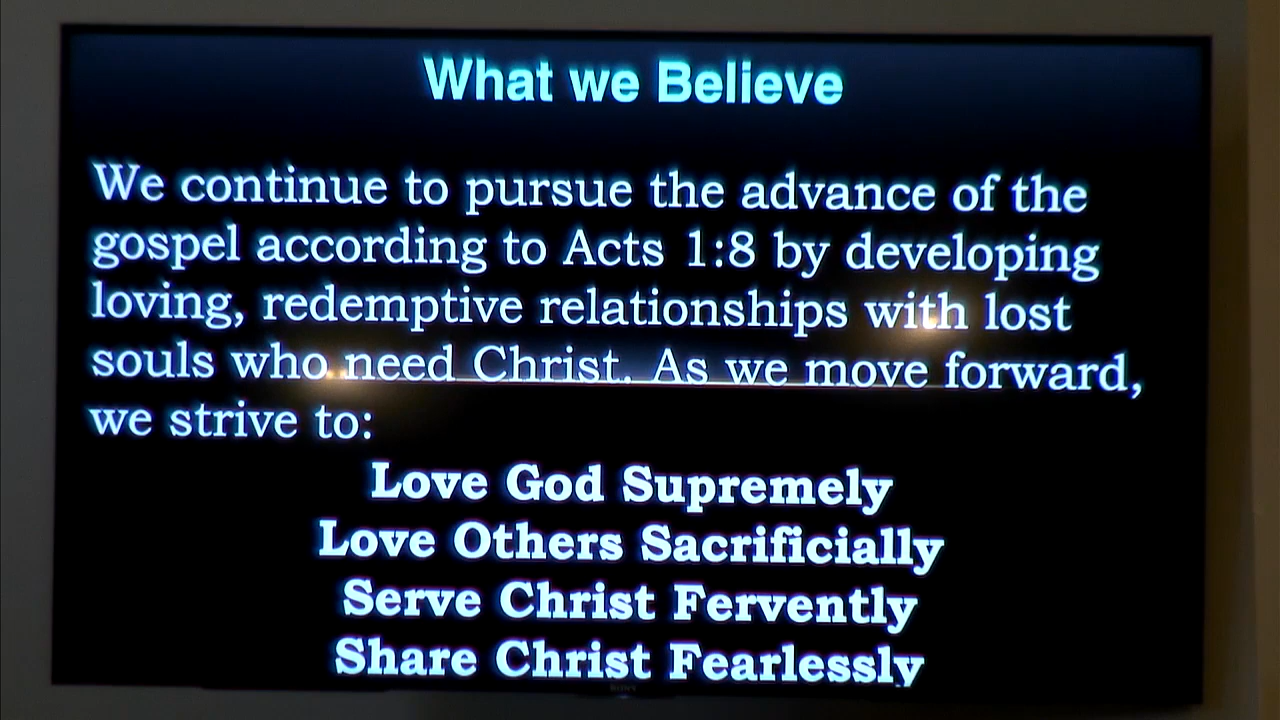 What we Believe
We continue to pursue the advance of the
gospel according to Acts 1:8 by developing
loving, redemptive relationships with lost
souls who need Christ. As we move forward,
we strive to:
Love God Supremely
Love Others Sacrificially
Serve Christ Fervently
Share Christ Fearlessly
SONY